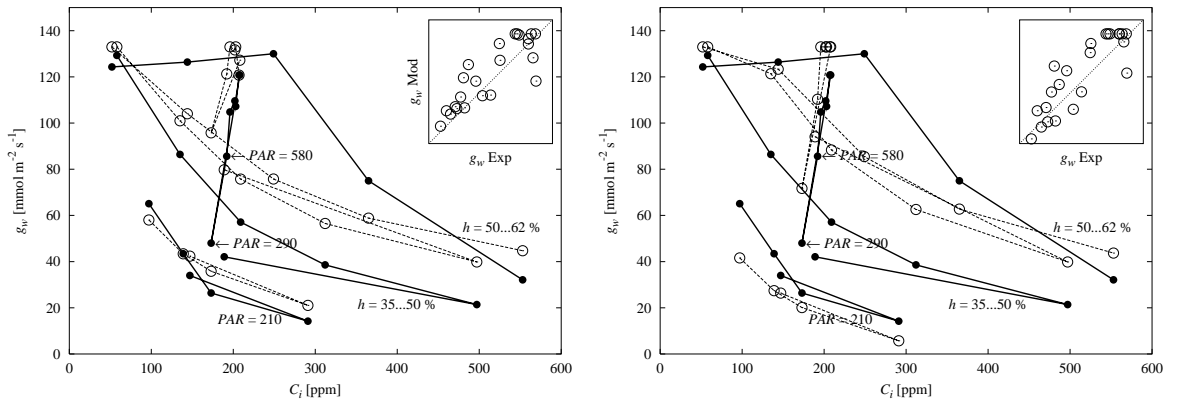 140
120
100
80
60
40
20
0
g_w [mmol m⁻² s⁻¹]
0 100 200 300 400 500 600
C_i [ppm]
← PAR = 580
← PAR = 290
PAR = 210
h = 50...62 %
h = 35...50 %
g_w Mod
g_w Exp
140
120
100
80
60
40
20
0
g_w [mmol m⁻² s⁻¹]
0 100 200 300 400 500 600
C_i [ppm]
← PAR = 580
← PAR = 290
PAR = 210
h = 50...62 %
h = 35...50 %
g_w Mod
g_w Exp